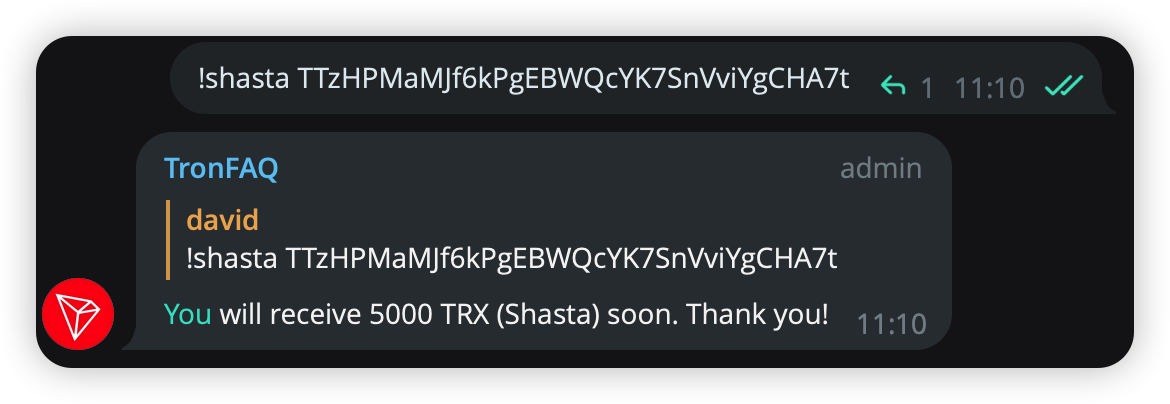 !shasta TTzHPMaMJf6kPgEBWQcYK7SnVviYgCHA7t 1 11:10
TronFAQ admin
david
!shasta TTzHPMaMJf6kPgEBWQcYK7SnVviYgCHA7t
You will receive 5000 TRX (Shasta) soon. Thank you! 11:10